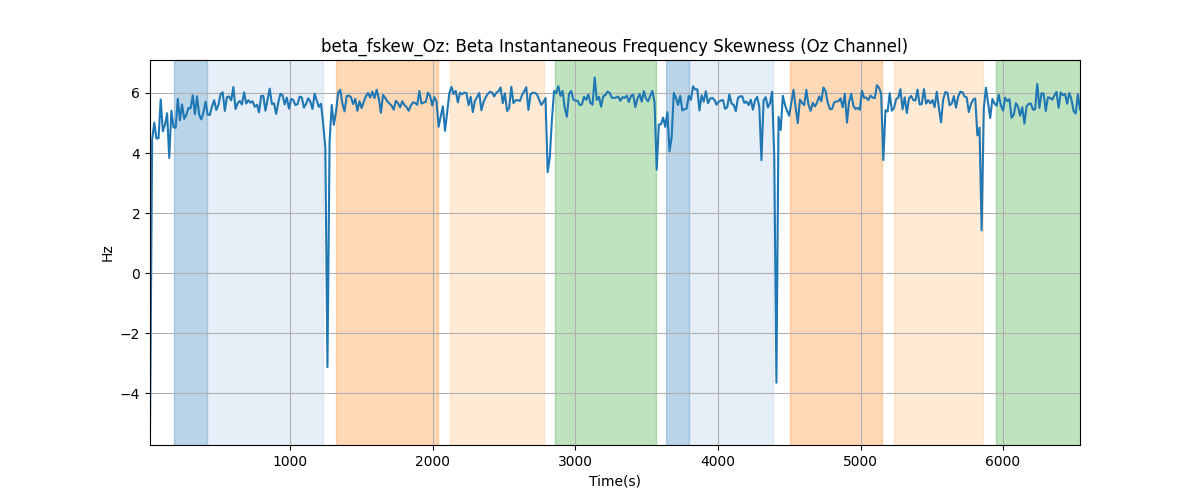 beta_fskew_Oz: Beta Instantaneous Frequency Skewness (Oz Channel)
6
4
2
0
−2
−4
Hz
1000 2000 3000 4000 5000 6000
Time(s)